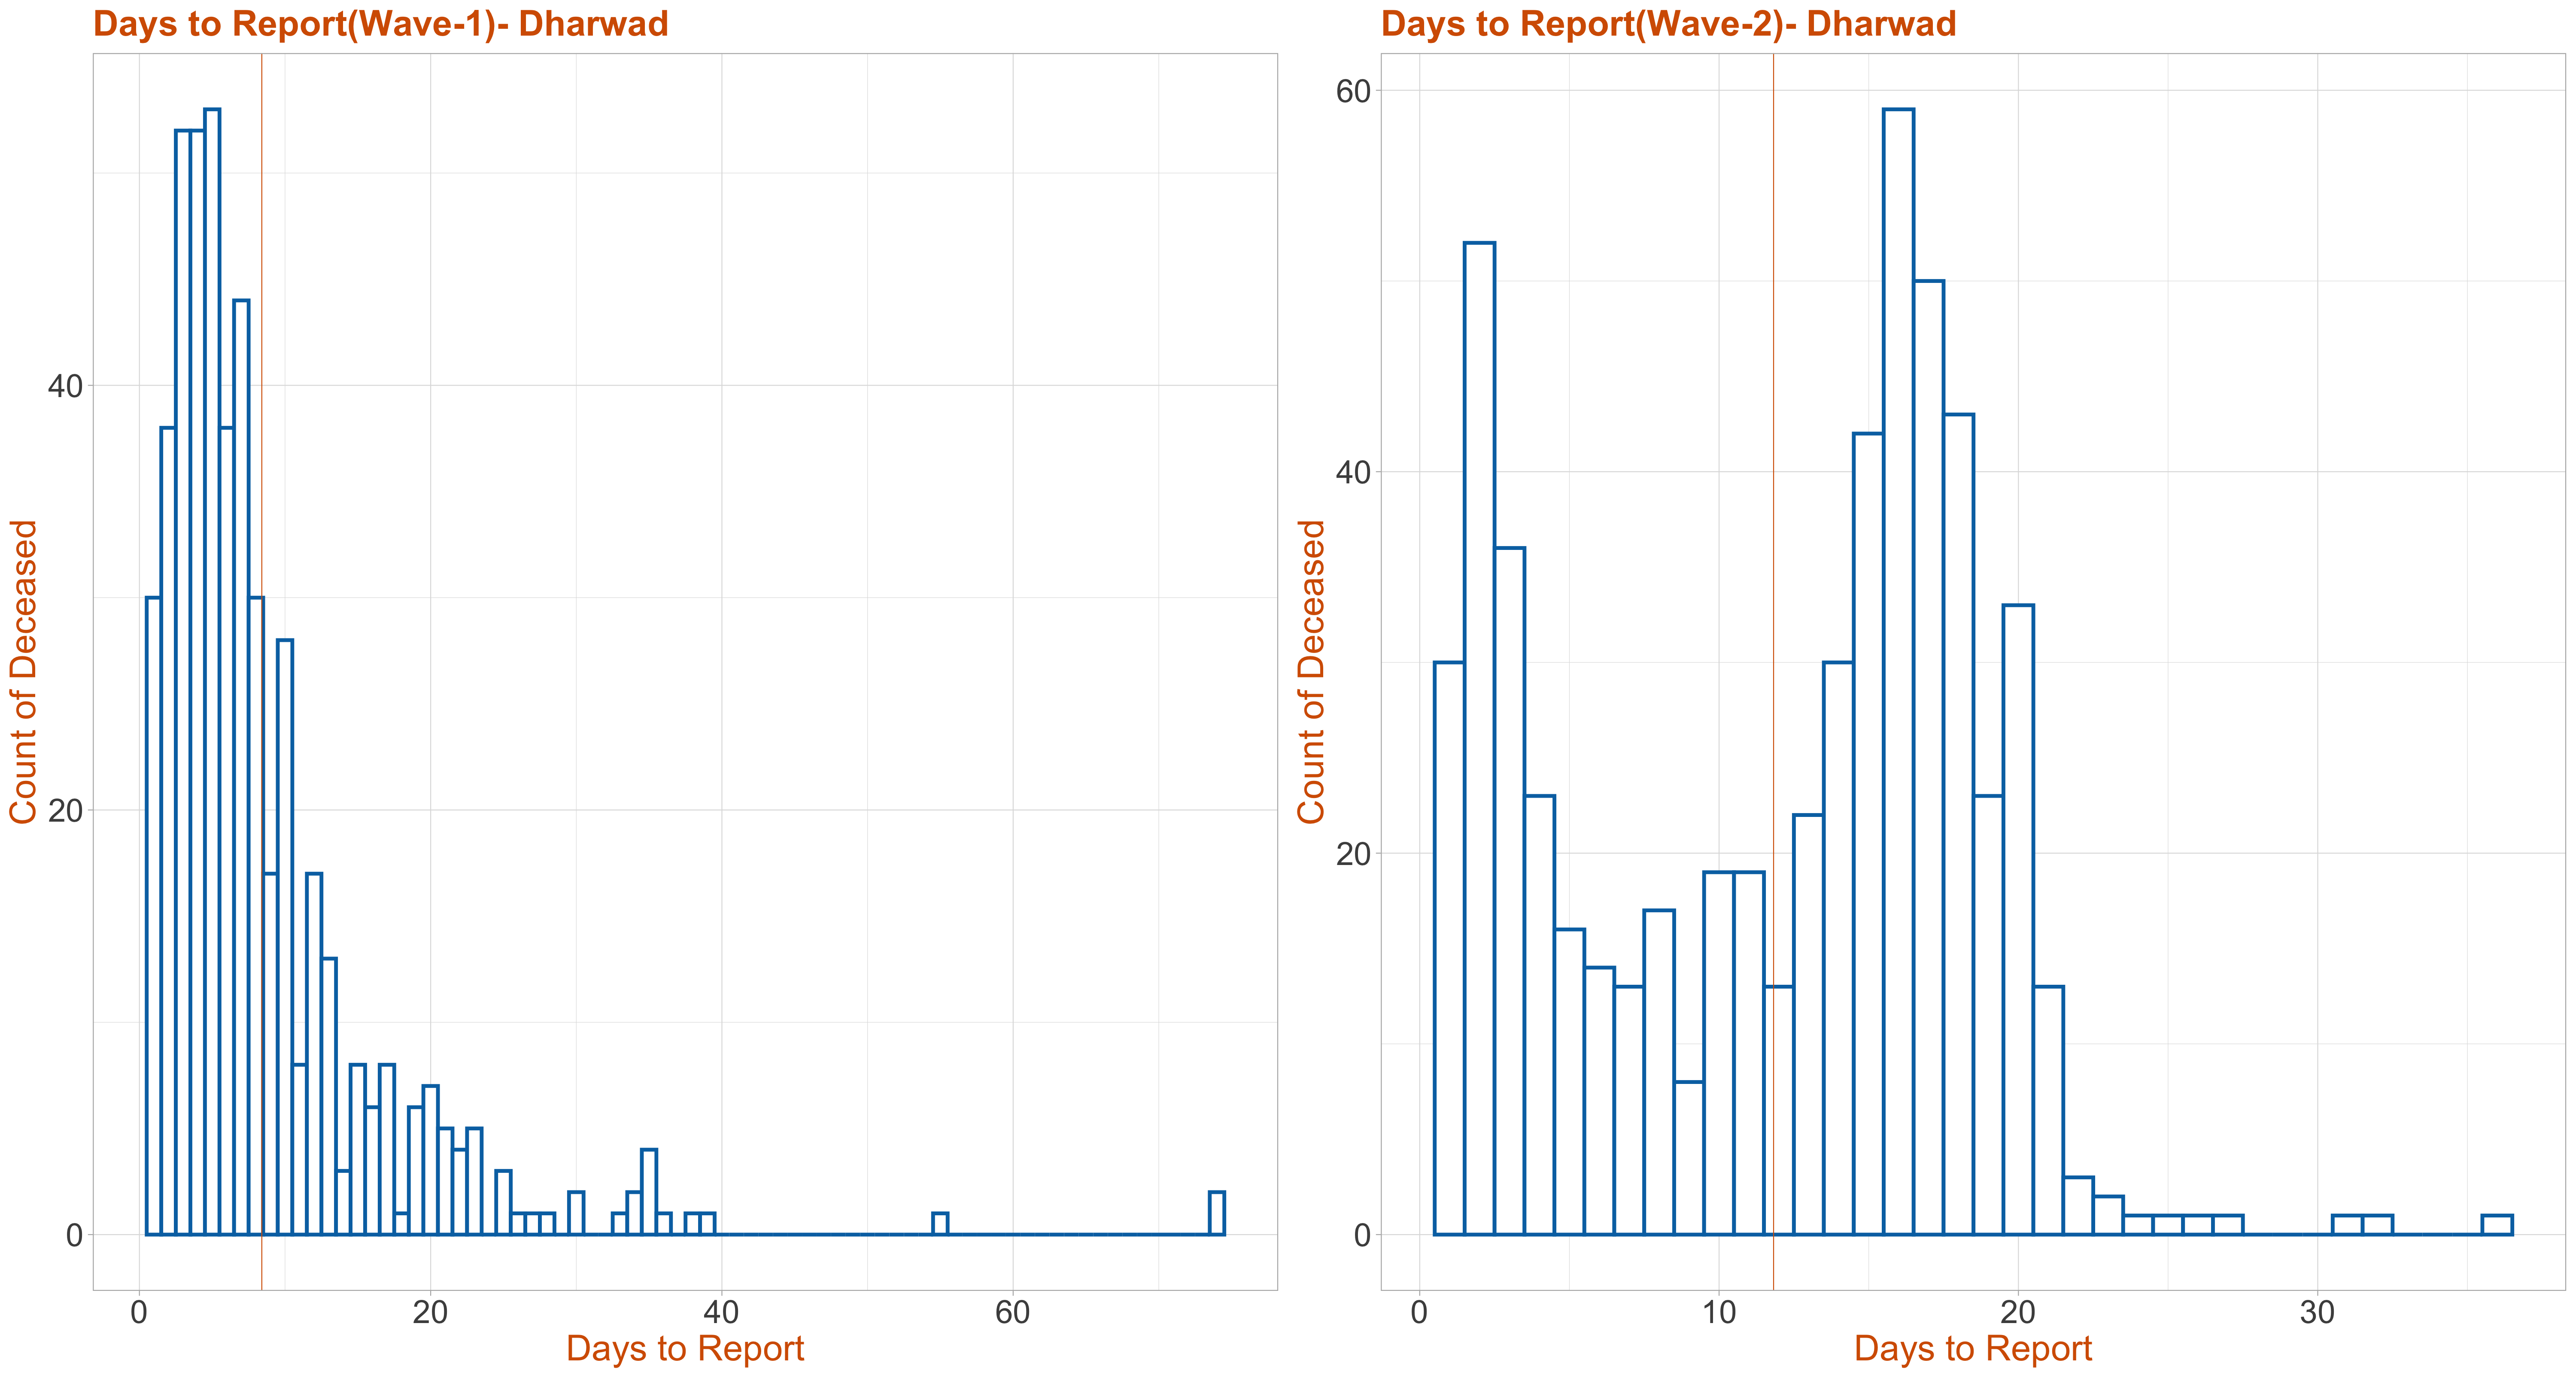 Days to Report(Wave-1)- Dharwad
Count of Deceased
40
20
0
0 20 40 60
Days to Report
Days to Report(Wave-2)- Dharwad
Count of Deceased
60
40
20
0
0 10 20 30
Days to Report